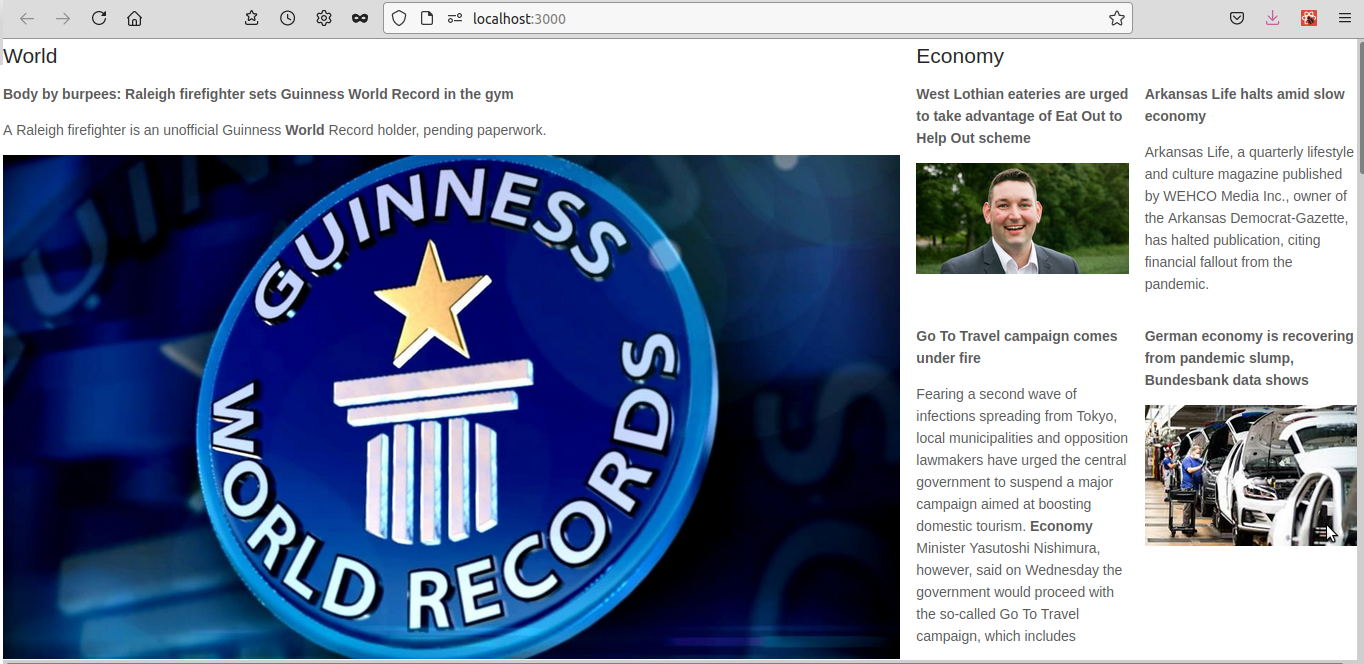 localhost:3000
World
Body by burpees: Raleigh firefighter sets Guinness World Record in the gym
A Raleigh firefighter is an unofficial Guinness World Record holder, pending paperwork.
GUINNESS
WORLD RECORDS
Economy
West Lothian eateries are urged
to take advantage of Eat Out to
Help Out scheme
Arkansas Life halts amid slow
economy
Arkansas Life, a quarterly lifestyle
and culture magazine published
by WEHCO Media Inc., owner of
the Arkansas Democrat-Gazette,
has halted publication, citing
financial fallout from the
pandemic.
Go To Travel campaign comes
under fire
Fearing a second wave of
infections spreading from Tokyo,
local municipalities and opposition
lawmakers have urged the central
government to suspend a major
campaign aimed at boosting
domestic tourism. Economy
Minister Yasutoshi Nishimura,
however, said on Wednesday the
government would proceed with
the so-called Go To Travel
campaign, which includes
German economy is recovering
from pandemic slump,
Bundesbank data shows